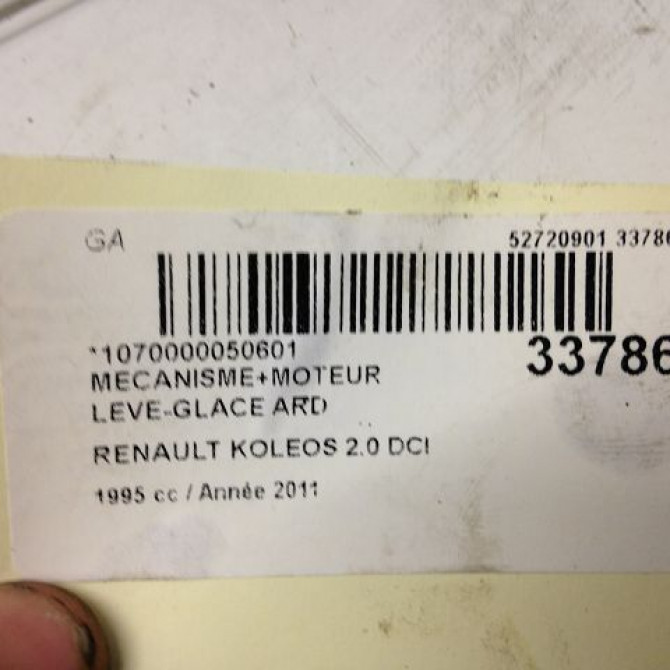 GA 52720901 33786
*1070000050601 33786
MECANISME+MOTEUR
LEVE-GLACE ARD
RENAULT KOLEOS 2.0 DCI
1995 cc / Année 2011